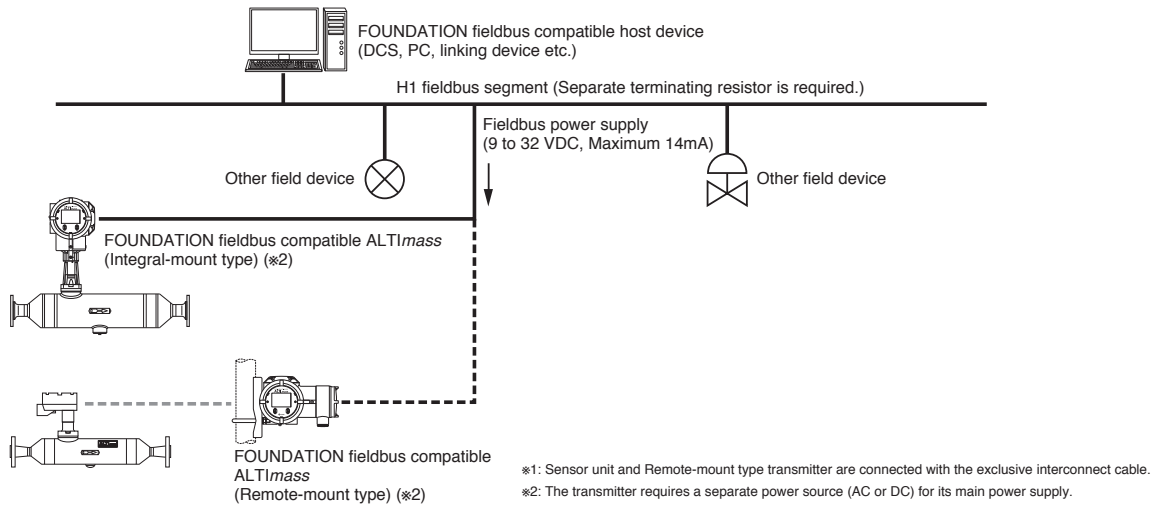 FOUNDATION fieldbus compatible host device
(DCS, PC, linking device etc.)
H1 fieldbus segment (Separate terminating resistor is required.)
Fieldbus power supply
(9 to 32 VDC, Maximum 14mA)
Other field device
Other field device
FOUNDATION fieldbus compatible ALTImass
(Integral-mount type) (※2)
FOUNDATION fieldbus compatible
ALTImass
(Remote-mount type) (※2)
※1: Sensor unit and Remote-mount type transmitter are connected with the exclusive interconnect cable.
※2: The transmitter requires a separate power source (AC or DC) for its main power supply.